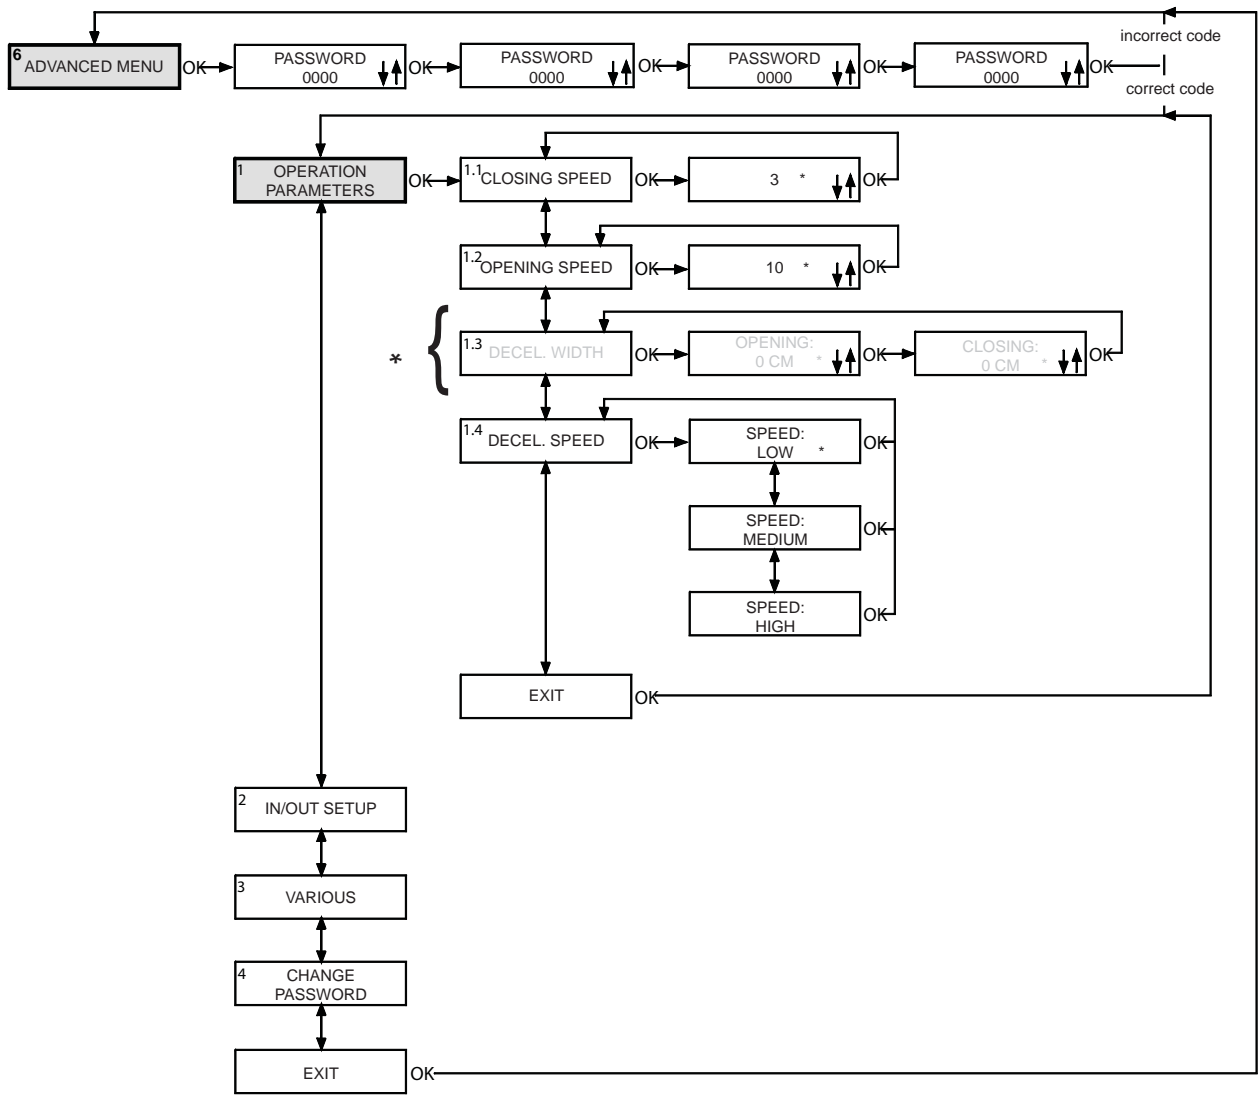 incorrect code
6
ADVANCED MENU
OK
PASSWORD
0000
OK
PASSWORD
0000
OK
PASSWORD
0000
OK
PASSWORD
0000
OK
correct code
1
OPERATION
PARAMETERS
OK
1.1
CLOSING SPEED
OK
3 *
OK
1.2
OPENING SPEED
OK
10 *
OK
*
{
1.3
DECEL. WIDTH
OK
OPENING:
0 CM *
OK
CLOSING:
0 CM *
OK
1.4
DECEL. SPEED
OK
SPEED:
LOW *
OK
SPEED:
MEDIUM
OK
SPEED:
HIGH
OK
EXIT
OK
2
IN/OUT SETUP
3
VARIOUS
4
CHANGE
PASSWORD
EXIT
OK